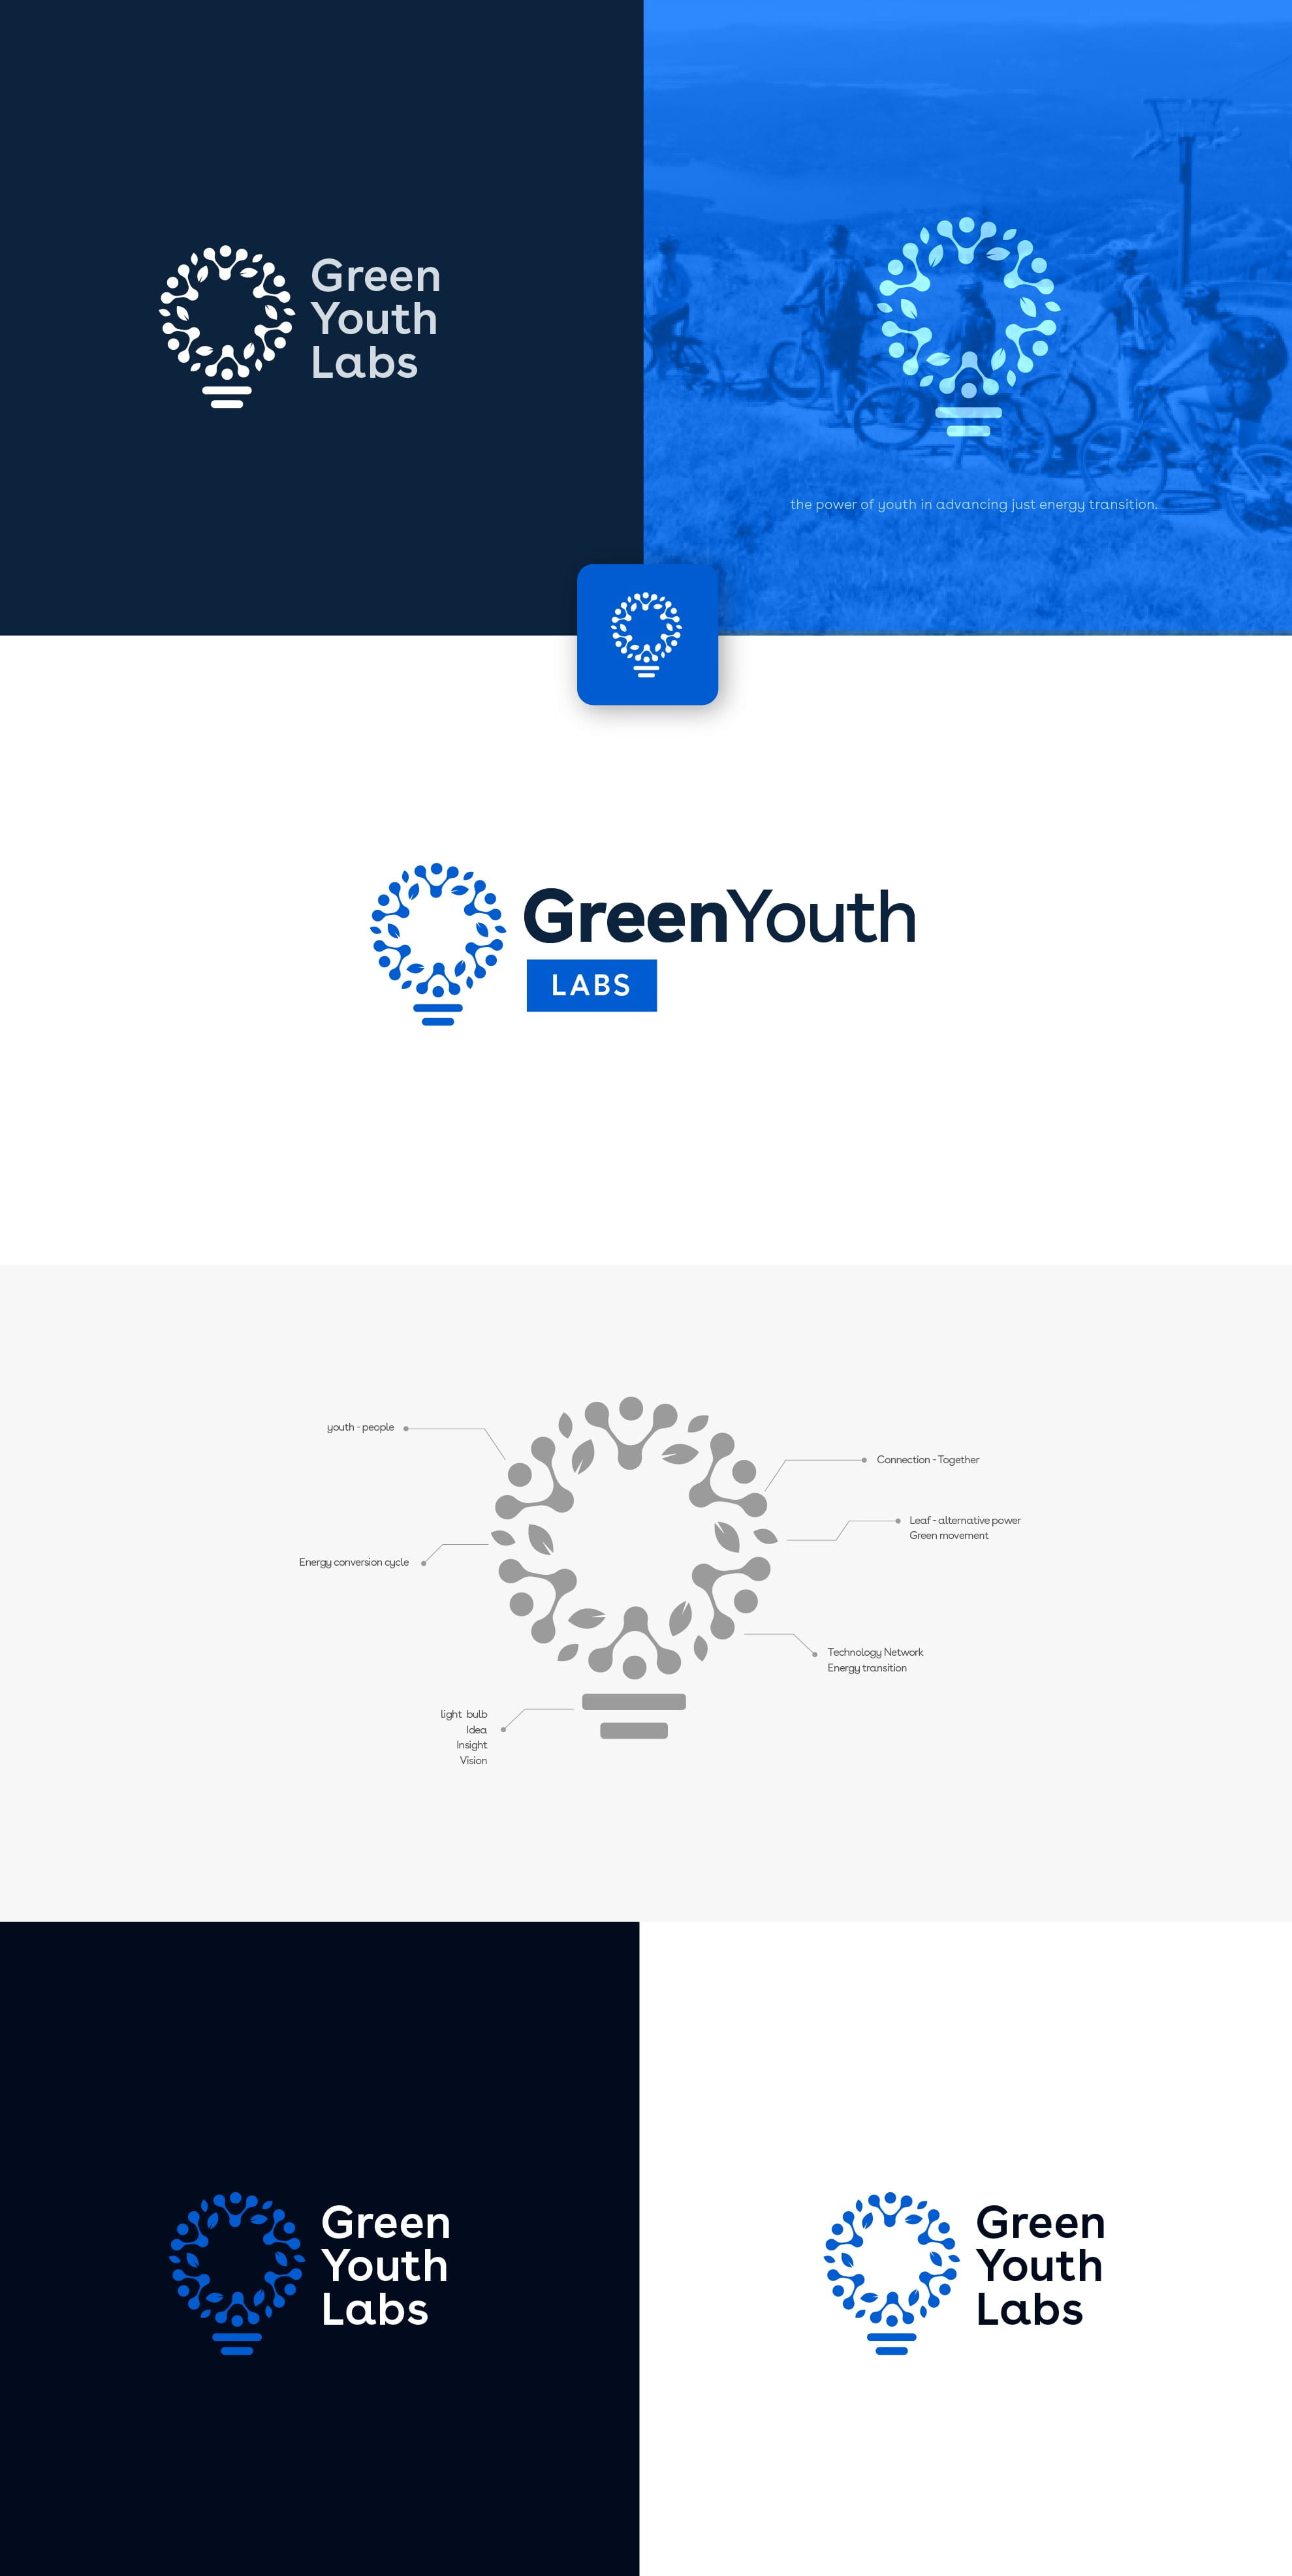 Green
Youth
Labs
the power of youth in advancing just energy transition.
GreenYouth
LABS
youth - people
Connection - Together
Leaf - alternative power
Green movement
Energy conversion cycle
Technology Network
Energy transition
light bulb
Idea
Insight
Vision
Green
Youth
Labs
Green
Youth
Labs